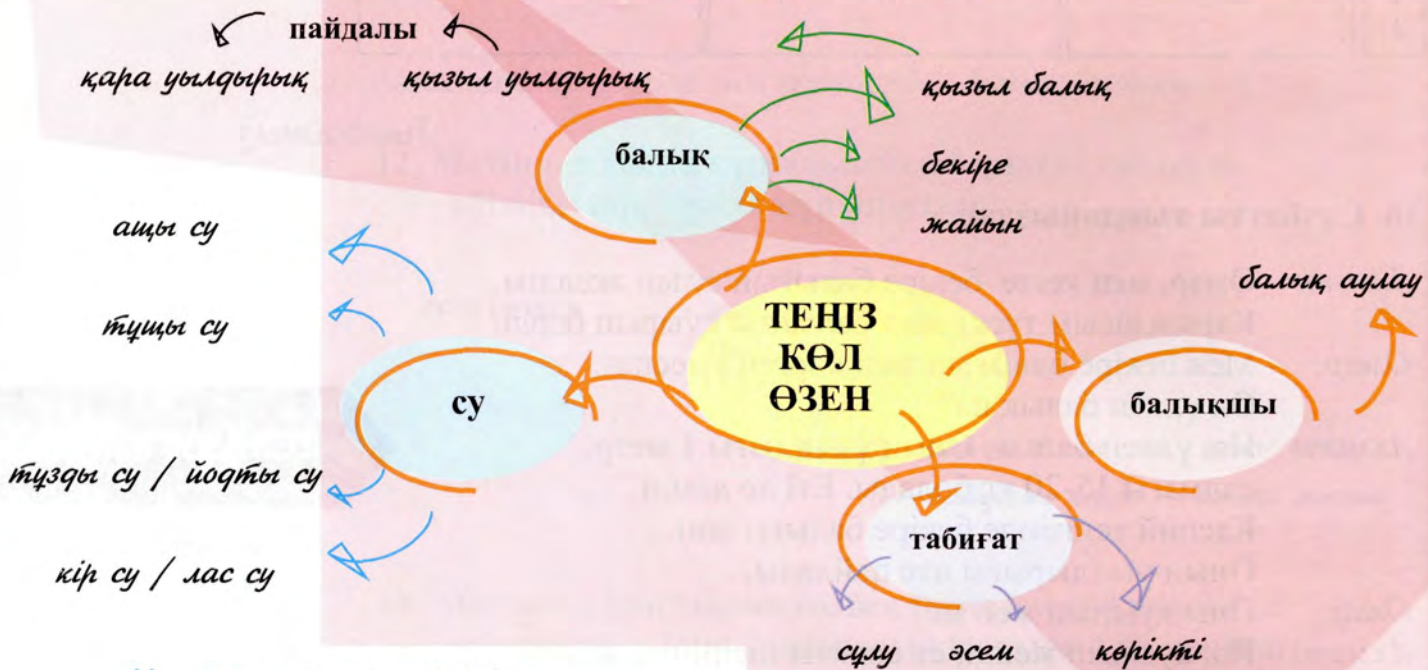 пайдалы
қара уылдырық
қызыл уылдырық
қызыл балық
балық
бекіре
жайын
ащы су
тұщы су
балық аулау
ТЕҢІЗ
КӨЛ
ӨЗЕН
су
балықшы
тұзды су / йодты су
кір су / лас су
табиғат
сұлу әсем көрікті